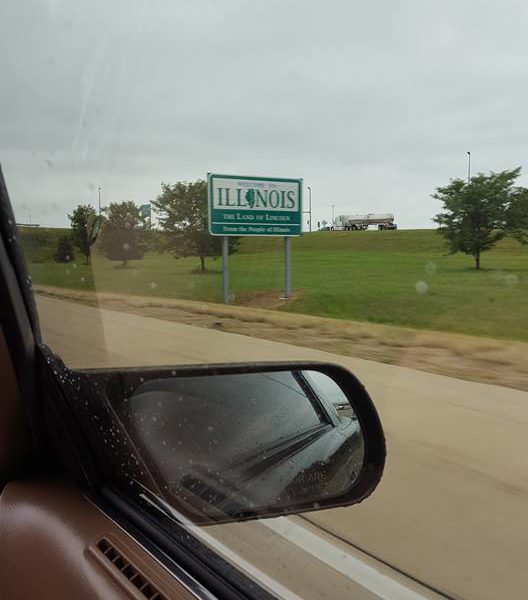 WELCOME TO
ILLINOIS
THE LAND OF LINCOLN
From the People of Illinois